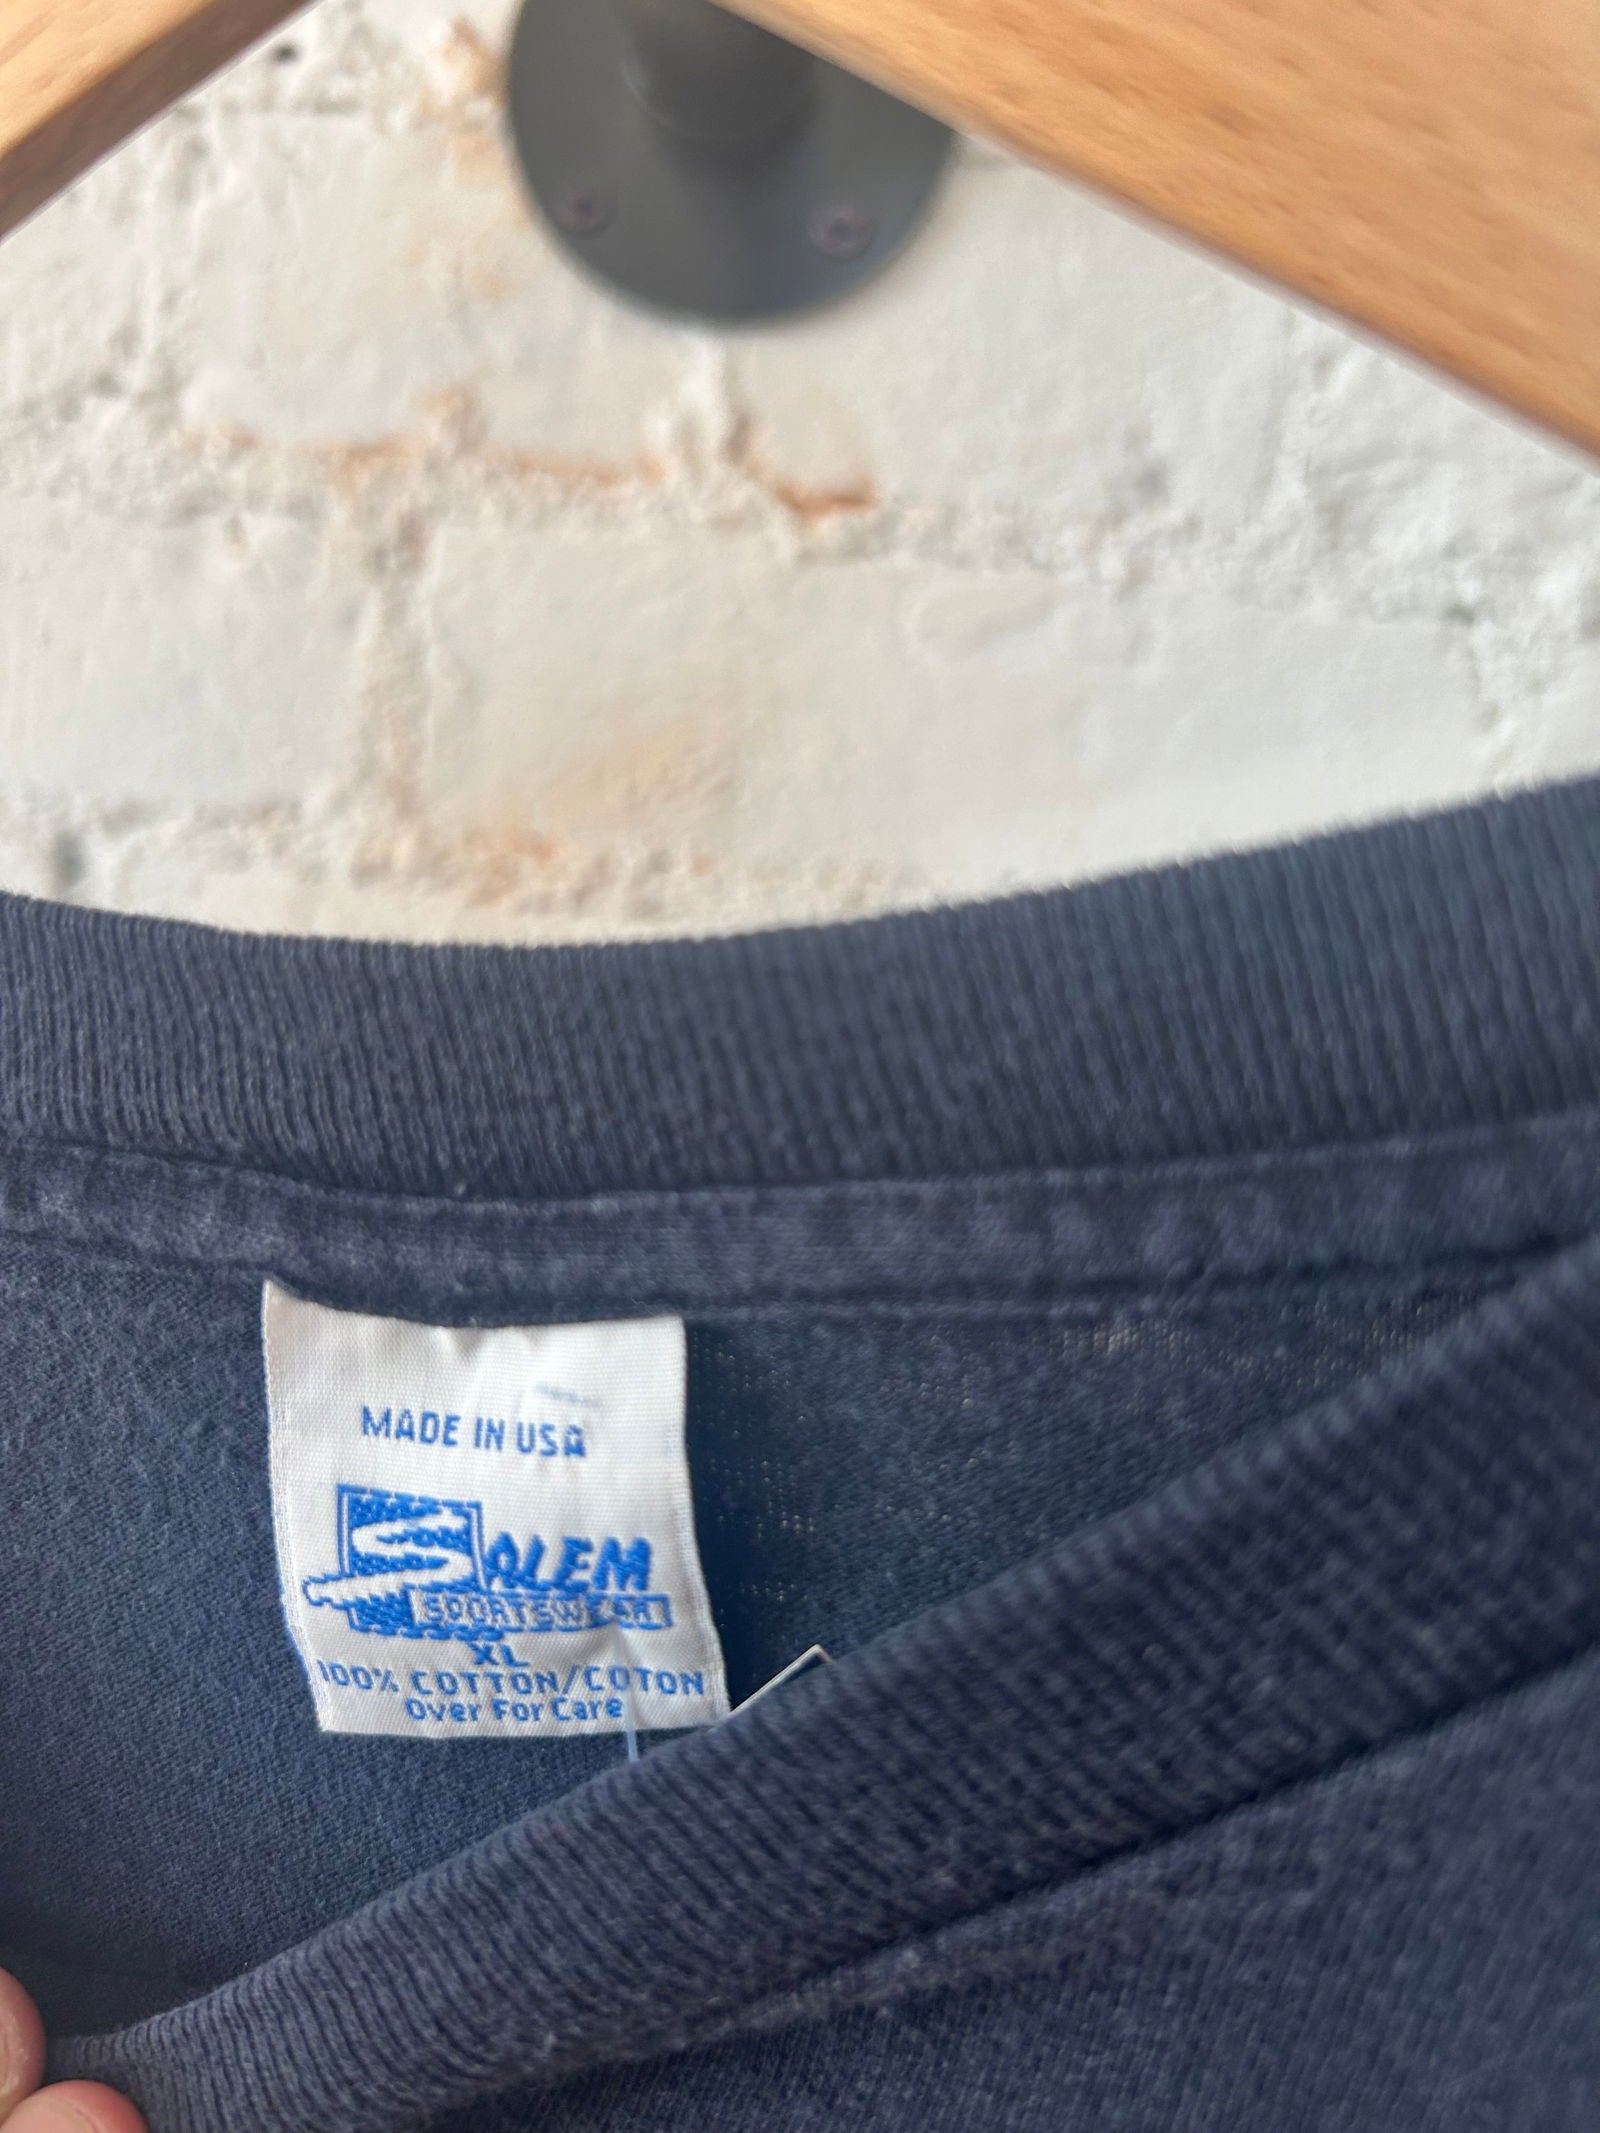 MADE IN USA
SALEM
SPORTSWEAR
XL
100% COTTON/COTON
Over For Care